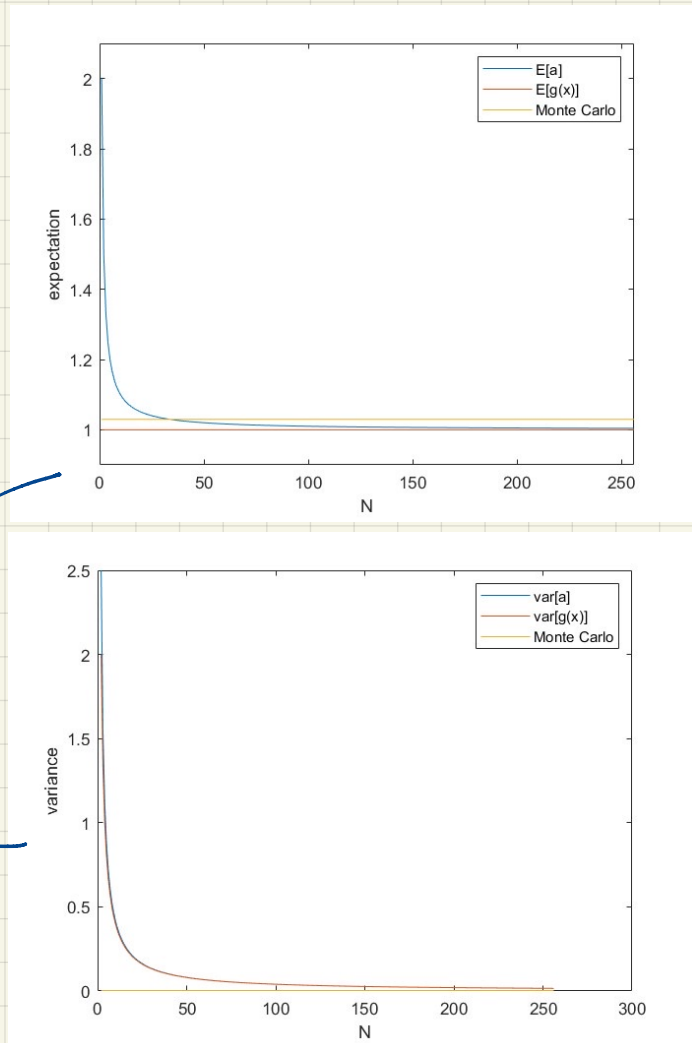 2
1.8
1.6
1.4
1.2
1
expectation
0 50 100 150 200 250
N
E[a]
E[g(x)]
Monte Carlo
2.5
2
1.5
1
0.5
0
variance
0 50 100 150 200 250 300
N
var[a]
var[g(x)]
Monte Carlo